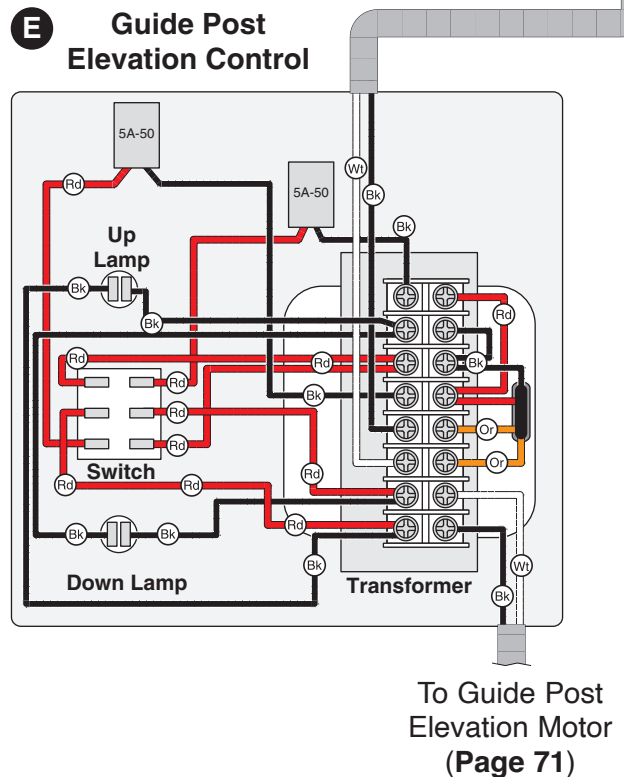 E
Guide Post
Elevation Control
5A-50
5A-50
Wt
Bk
Rd
Bk
Up
Lamp
Bk
Bk
Rd
Rd
Rd
Bk
Rd
Bk
Rd
Or
Rd
Or
Switch
Rd
Rd
Rd
Rd
Bk
Bk
Bk
Wt
Bk
Down Lamp
Transformer
To Guide Post
Elevation Motor
(Page 71)